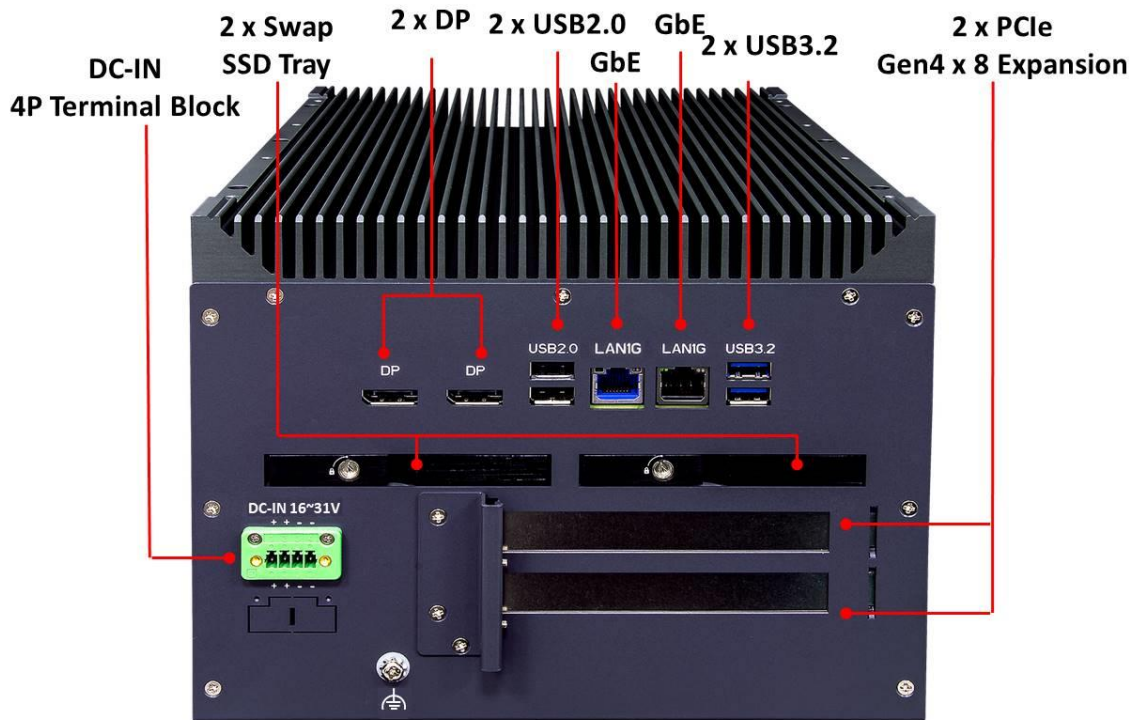 2 x Swap
SSD Tray
2 x DP
2 x USB2.0
GbE
GbE
2 x USB3.2
2 x PCIe
Gen4 x 8 Expansion
DC-IN
4P Terminal Block
DP
DP
USB2.0
LAN1G
LAN1G
USB3.2
DC-IN 16~31V
+ + - -
+ + - -